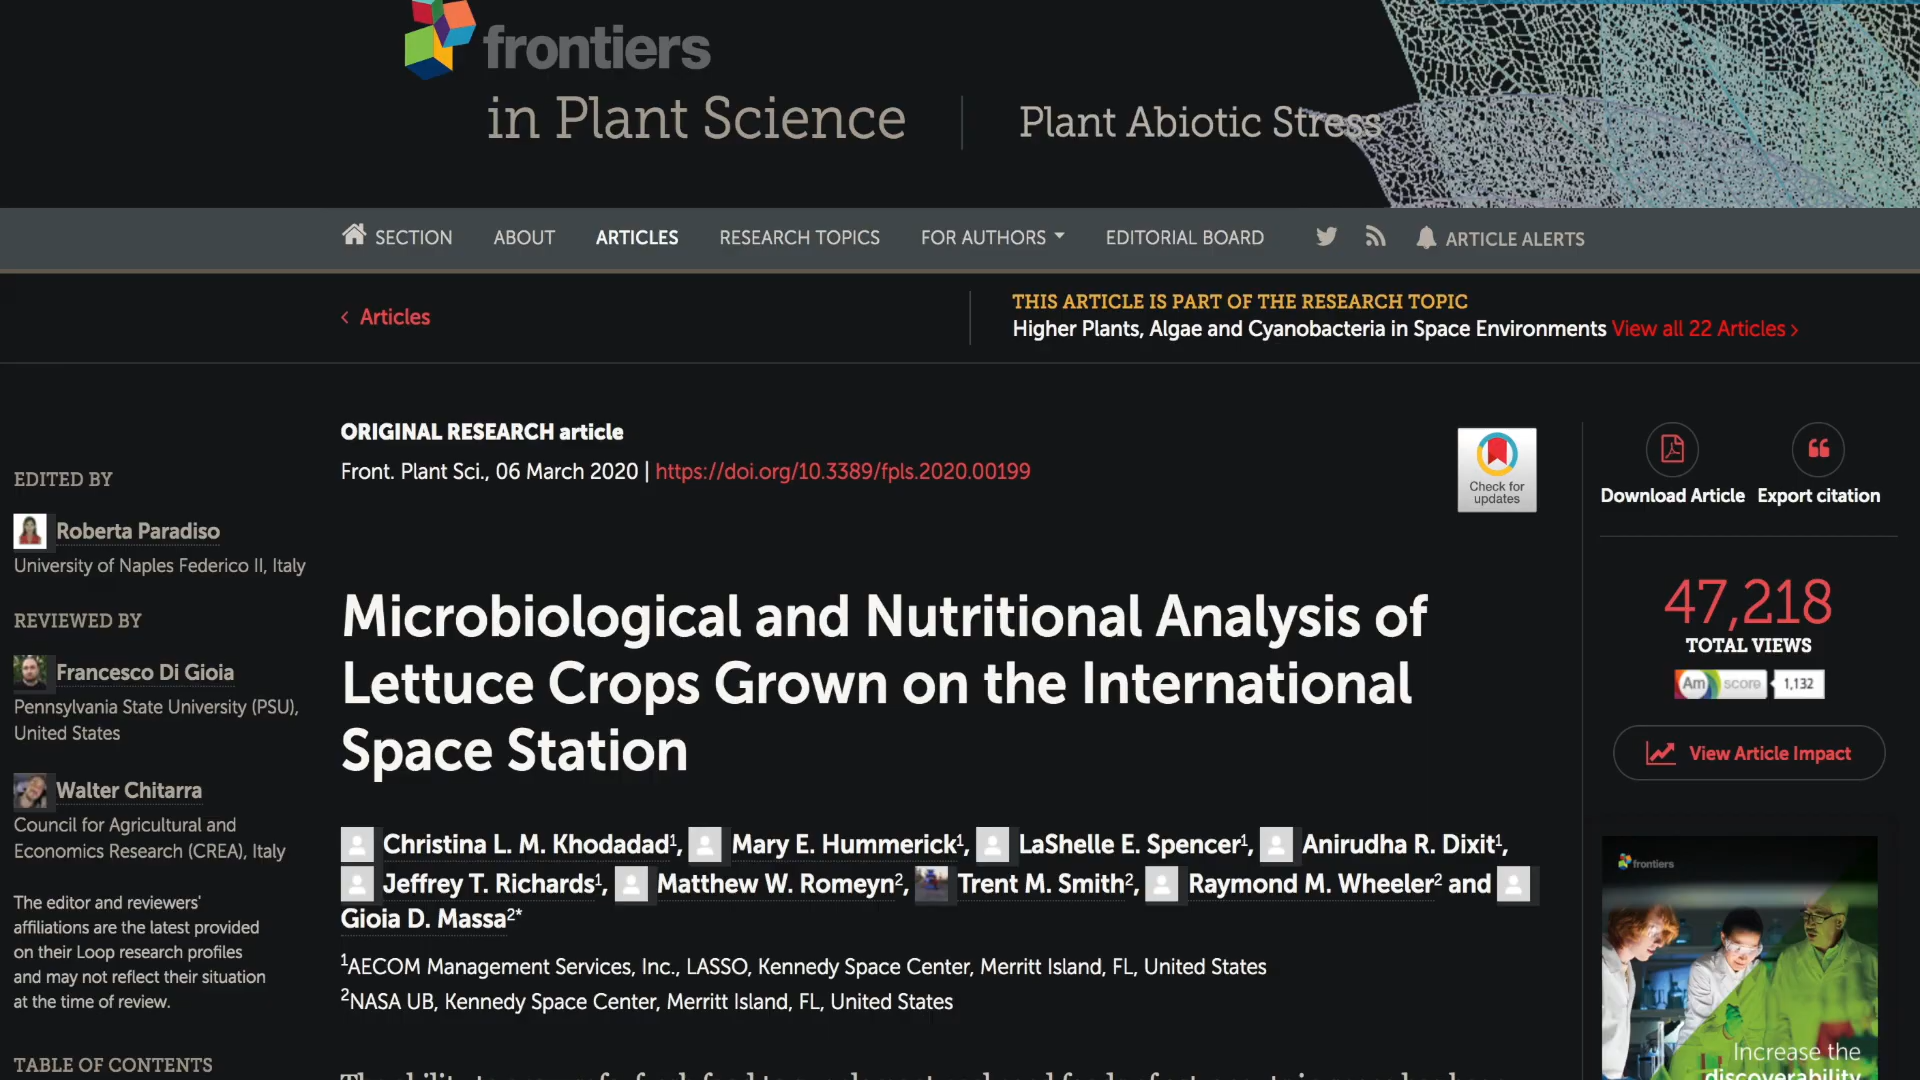 frontiers
in Plant Science
Plant Abiotic Stress
SECTION ABOUT ARTICLES RESEARCH TOPICS FOR AUTHORS EDITORIAL BOARD ARTICLE ALERTS
‹ Articles
THIS ARTICLE IS PART OF THE RESEARCH TOPIC
Higher Plants, Algae and Cyanobacteria in Space Environments View all 22 Articles ›
EDITED BY
Roberta Paradiso
University of Naples Federico II, Italy
REVIEWED BY
Francesco Di Gioia
Pennsylvania State University (PSU),
United States
Walter Chitarra
Council for Agricultural and
Economics Research (CREA), Italy
The editor and reviewers'
affiliations are the latest provided
on their Loop research profiles
and may not reflect their situation
at the time of review.
TABLE OF CONTENTS
ORIGINAL RESEARCH article
Front. Plant Sci., 06 March 2020 | https://doi.org/10.3389/fpls.2020.00199
Check for
updates
Microbiological and Nutritional Analysis of
Lettuce Crops Grown on the International
Space Station
Christina L. M. Khodadad¹, Mary E. Hummerick¹, LaShelle E. Spencer¹, Anirudha R. Dixit¹,
Jeffrey T. Richards¹, Matthew W. Romeyn², Trent M. Smith², Raymond M. Wheeler² and
Gioia D. Massa²*
¹AECOM Management Services, Inc., LASSO, Kennedy Space Center, Merritt Island, FL, United States
²NASA UB, Kennedy Space Center, Merritt Island, FL, United States
Download Article Export citation
47,218
TOTAL VIEWS
Am score 1,132
View Article Impact
frontiers
Increase the
discoverability